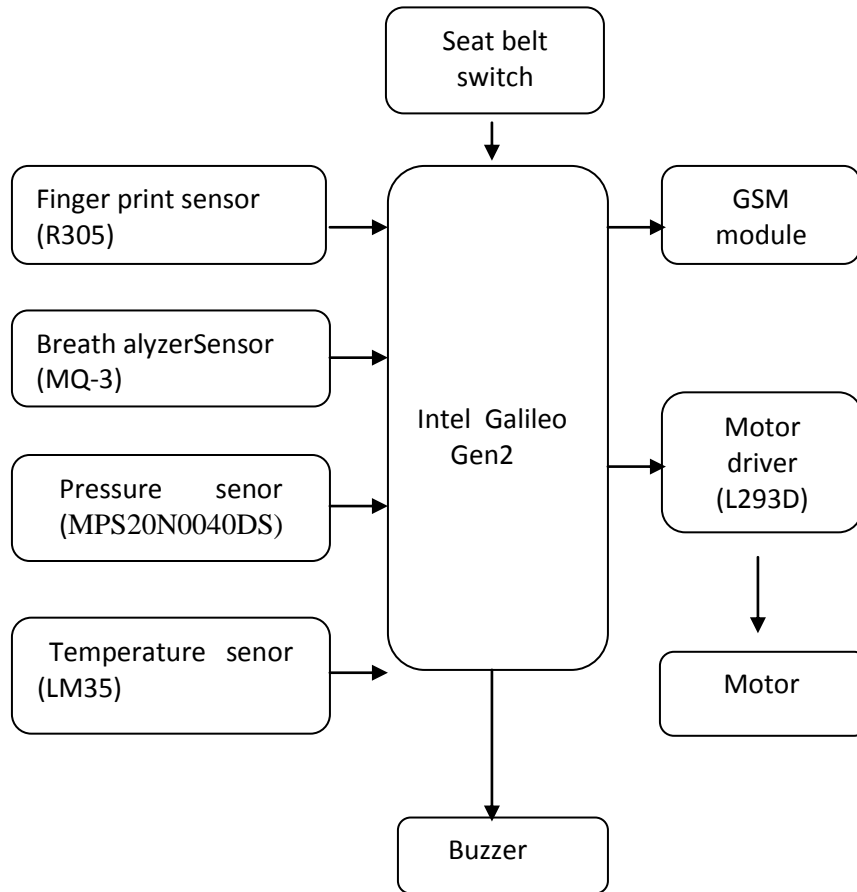 Seat belt
switch
Finger print sensor
(R305)
GSM
module
Breath alyzerSensor
(MQ-3)
Intel Galileo
Gen2
Motor
driver
(L293D)
Pressure senor
(MPS20N0040DS)
Temperature senor
(LM35)
Motor
Buzzer